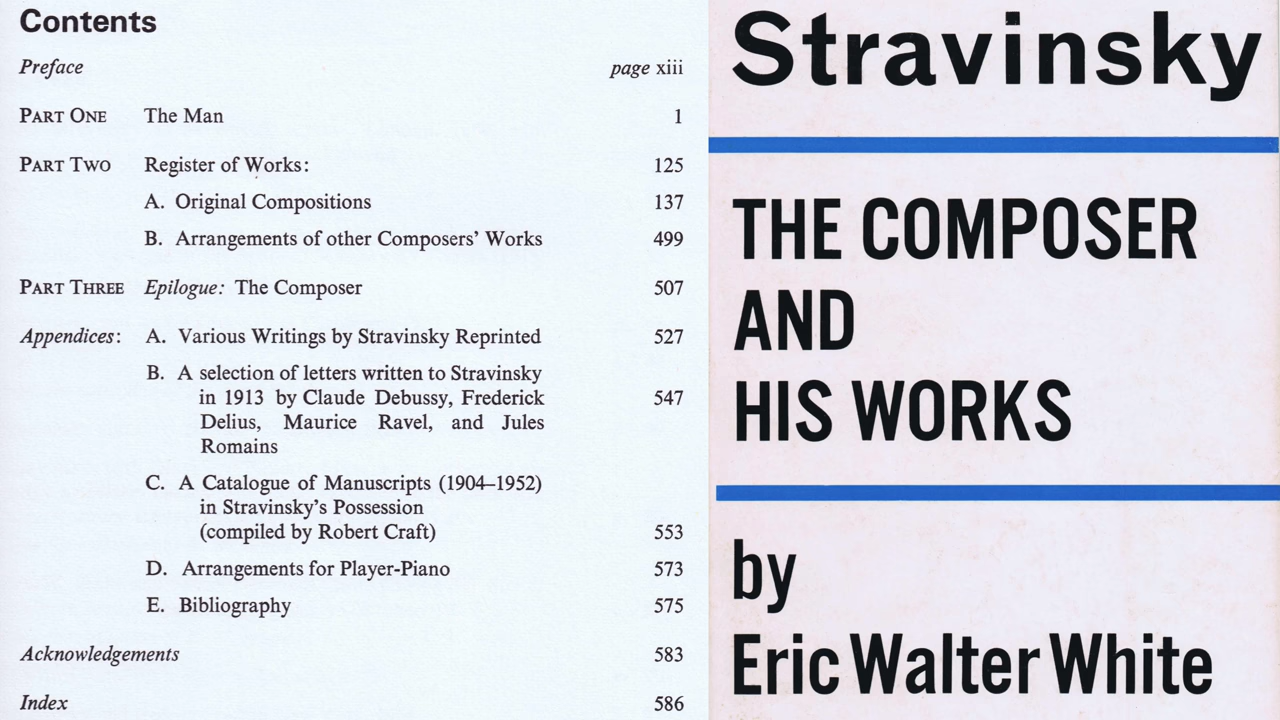 Contents
Preface page xiii
PART ONE The Man 1
PART TWO Register of Works: 125
A. Original Compositions 137
B. Arrangements of other Composers' Works 499
PART THREE Epilogue: The Composer 507
Appendices: A. Various Writings by Stravinsky Reprinted 527
B. A selection of letters written to Stravinsky
in 1913 by Claude Debussy, Frederick 547
Delius, Maurice Ravel, and Jules
Romains
C. A Catalogue of Manuscripts (1904–1952)
in Stravinsky's Possession
(compiled by Robert Craft) 553
D. Arrangements for Player-Piano 573
E. Bibliography 575
Acknowledgements 583
Index 586
Stravinsky
THE COMPOSER
AND
HIS WORKS
by
Eric Walter White